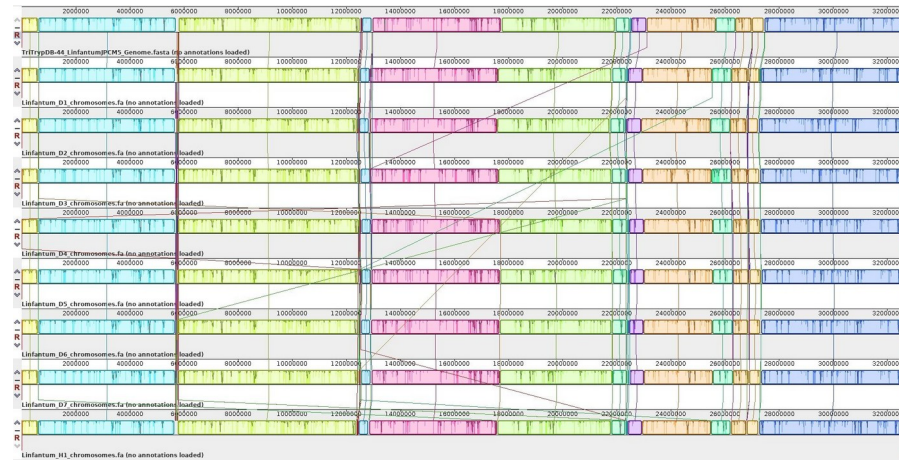 2000000 4000000 6000000 8000000 10000000 12000000 14000000 16000000 18000000 20000000 22000000 24000000 26000000 28000000 30000000 3200000
R
TriTrypDB-44_LinfantumJPCM5_Genome.fasta (no annotations loaded)
2000000 4000000 6000000 8000000 10000000 12000000 14000000 16000000 18000000 20000000 22000000 24000000 26000000 28000000 30000000 3200000
R
Linfantum_D1_chromosomes.fa (no annotations loaded)
2000000 4000000 6000000 8000000 10000000 12000000 14000000 16000000 18000000 20000000 22000000 24000000 26000000 28000000 30000000 3200000
R
Linfantum_D2_chromosomes.fa (no annotations loaded)
2000000 4000000 6000000 8000000 10000000 12000000 14000000 16000000 18000000 20000000 22000000 24000000 26000000 28000000 30000000 3200000
R
Linfantum_D3_chromosomes.fa (no annotations loaded)
2000000 4000000 6000000 8000000 10000000 12000000 14000000 16000000 18000000 20000000 22000000 24000000 26000000 28000000 30000000 3200000
R
Linfantum_D4_chromosomes.fa (no annotations loaded)
2000000 4000000 6000000 8000000 10000000 12000000 14000000 16000000 18000000 20000000 22000000 24000000 26000000 28000000 30000000 3200000
R
Linfantum_D5_chromosomes.fa (no annotations loaded)
2000000 4000000 6000000 8000000 10000000 12000000 14000000 16000000 18000000 20000000 22000000 24000000 26000000 28000000 30000000 3200000
R
Linfantum_D6_chromosomes.fa (no annotations loaded)
2000000 4000000 6000000 8000000 10000000 12000000 14000000 16000000 18000000 20000000 22000000 24000000 26000000 28000000 30000000 3200000
R
Linfantum_D7_chromosomes.fa (no annotations loaded)
2000000 4000000 6000000 8000000 10000000 12000000 14000000 16000000 18000000 20000000 22000000 24000000 26000000 28000000 30000000 3200000
R
Linfantum_H1_chromosomes.fa (no annotations loaded)